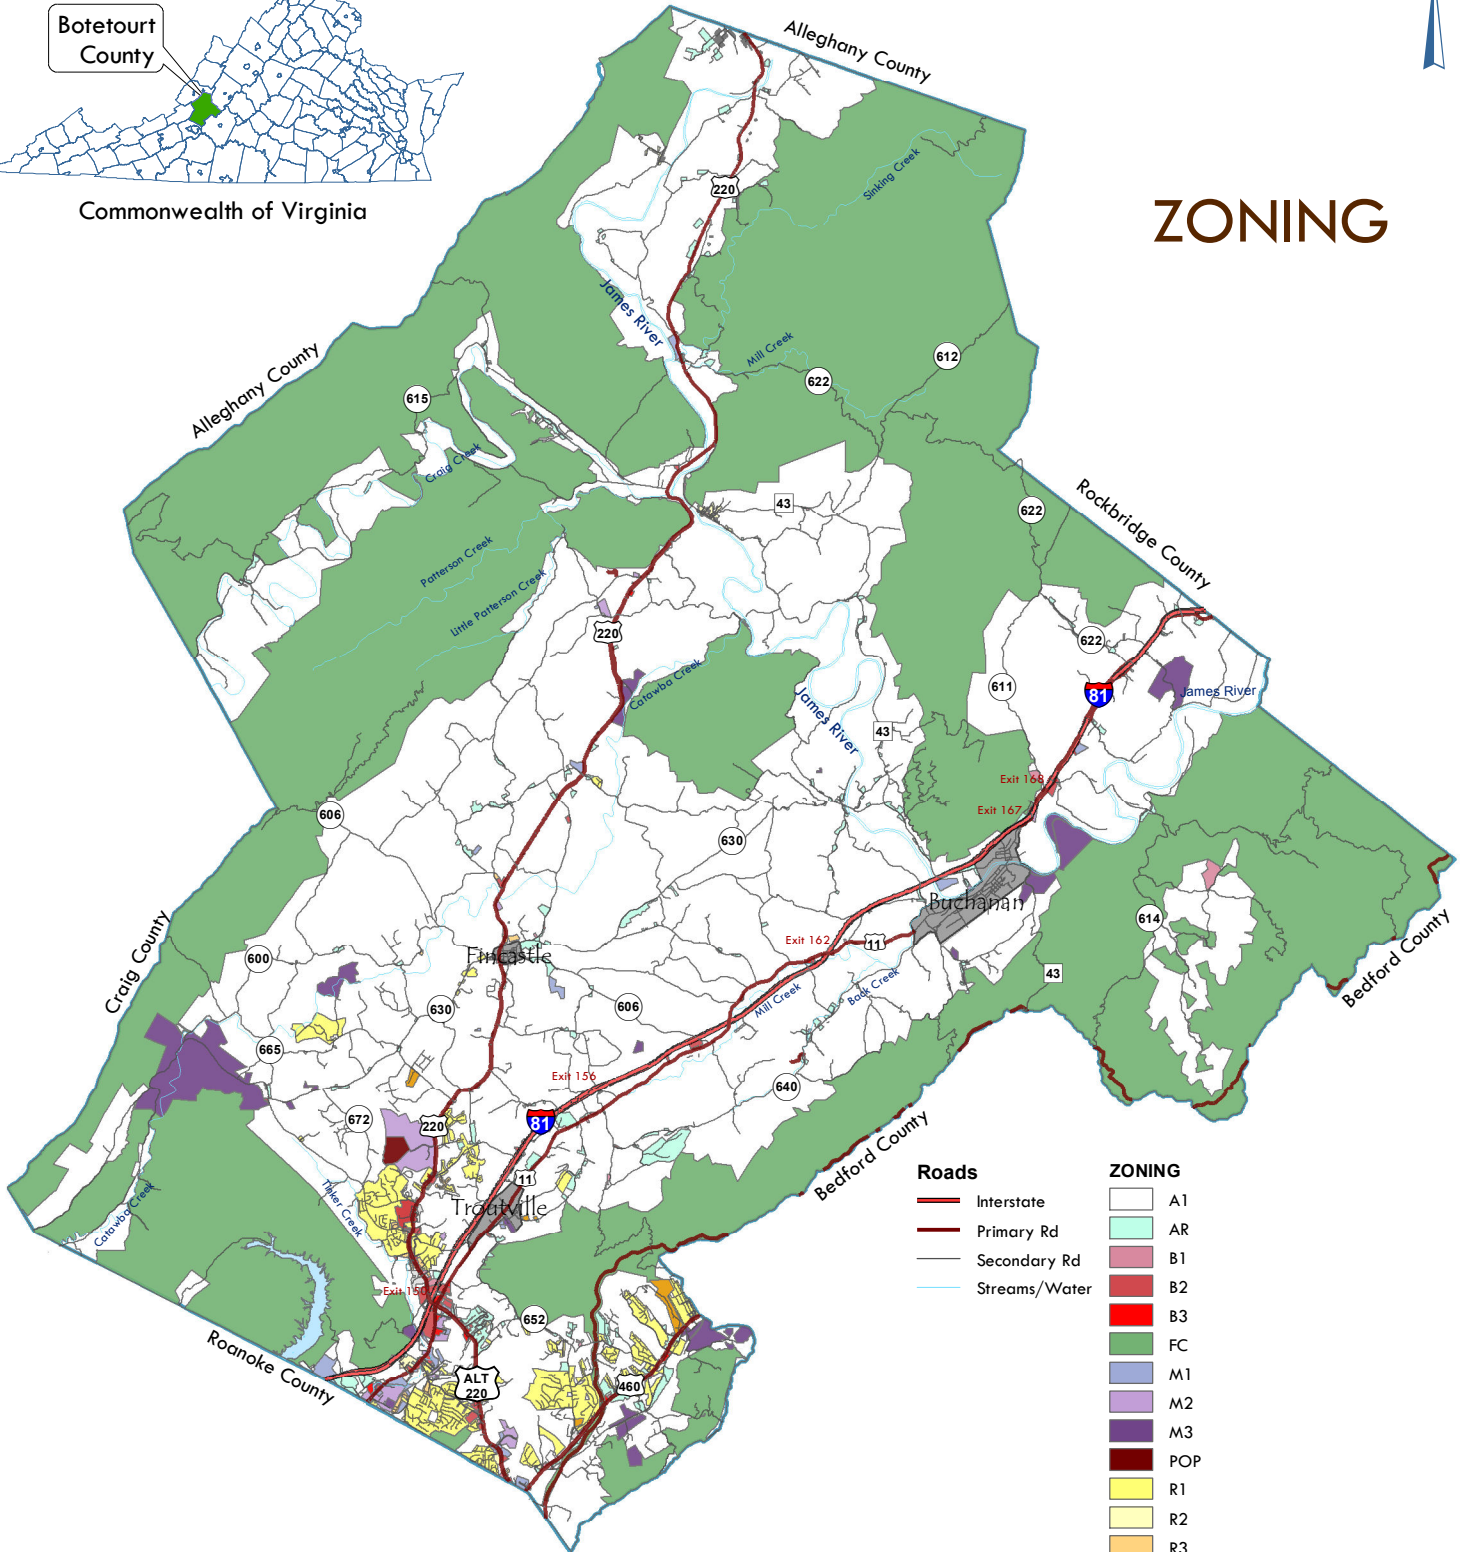 Botetourt
County
Commonwealth of Virginia
ZONING
Alleghany County
Sinking Creek
220
James River
Mill Creek
612
622
Alleghany County
615
Craig Creek
43
622
Rockbridge County
Patterson Creek
Little Patterson Creek
220
622
611
81
James River
Catawba Creek
James River
43
Exit 168
Exit 167
606
630
Buchanan
614
Craig County
Exit 162
11
Fincastle
600
43
Bedford County
Back Creek
Mill Creek
630
606
665
Exit 156
640
672
220
81
Bedford County
11
Troutville
Tinker Creek
Catawba Creek
Exit 150
652
Roanoke County
ALT
220
460
Roads
Interstate
Primary Rd
Secondary Rd
Streams/Water
ZONING
A1
AR
B1
B2
B3
FC
M1
M2
M3
POP
R1
R2
R3